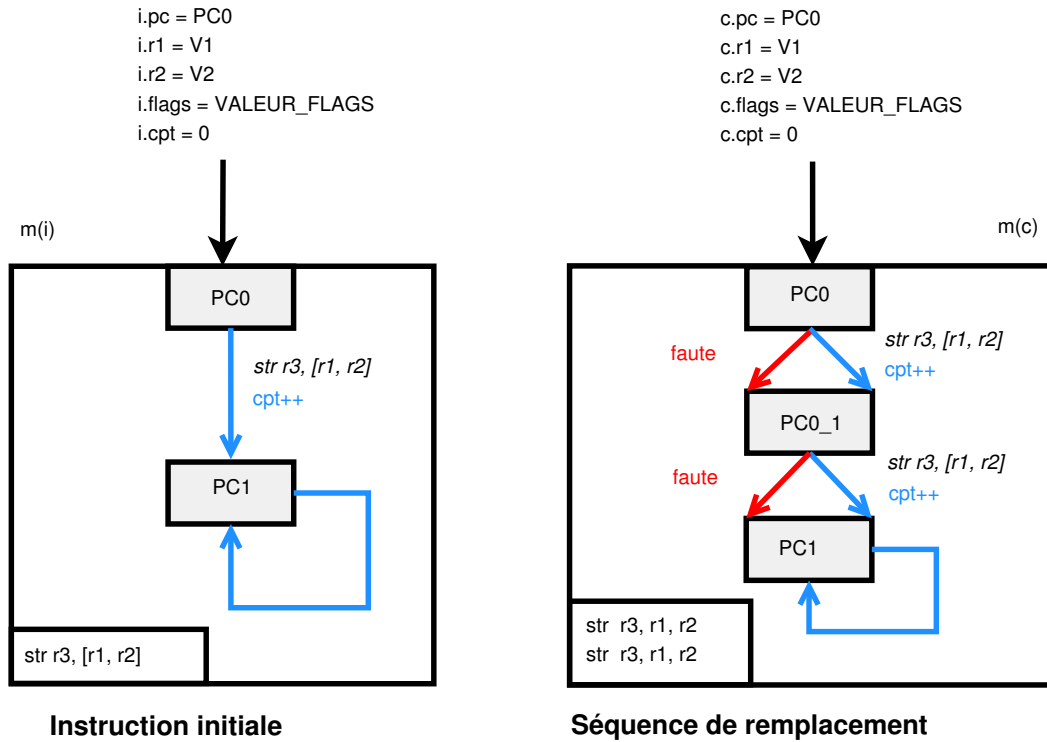 i.pc = PC0
i.r1 = V1
i.r2 = V2
i.flags = VALEUR_FLAGS
i.cpt = 0
m(i)
PC0
str r3, [r1, r2]
cpt++
PC1
str r3, [r1, r2]
Instruction initiale
c.pc = PC0
c.r1 = V1
c.r2 = V2
c.flags = VALEUR_FLAGS
c.cpt = 0
m(c)
PC0
faute
str r3, [r1, r2]
cpt++
PC0_1
faute
str r3, [r1, r2]
cpt++
PC1
str r3, r1, r2
str r3, r1, r2
Séquence de remplacement